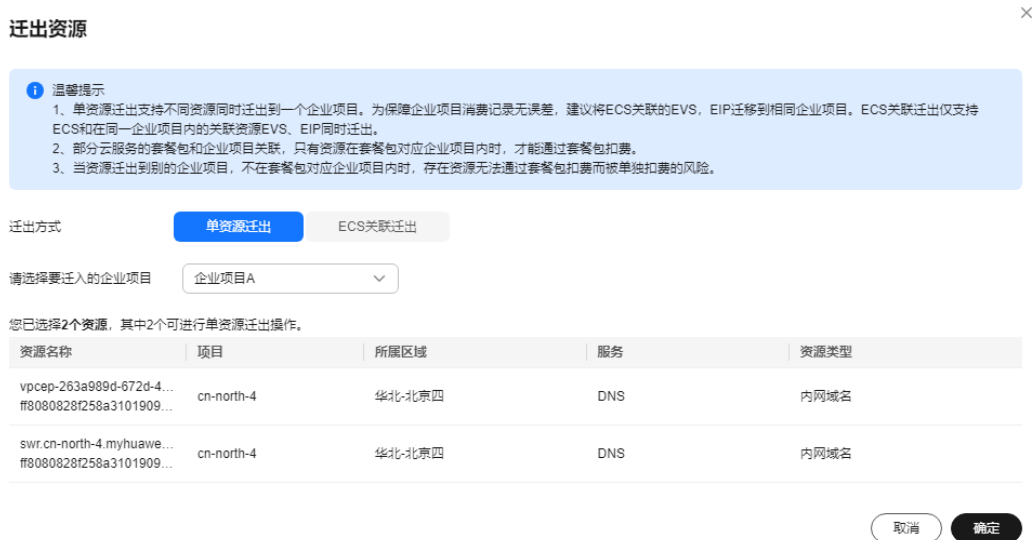 迁出资源
温馨提示
1、单资源迁出支持不同资源同时迁出到一个企业项目。为保障企业项目消费记录无误差，建议将ECS关联的EVS，EIP迁移到相同企业项目。ECS关联迁出仅支持
ECS和在同一企业项目内的关联资源EVS、EIP同时迁出。
2、部分云服务的套餐包和企业项目关联，只有资源在套餐包对应企业项目内时，才能通过套餐包扣费。
3、当资源迁出到别的企业项目，不在套餐包对应企业项目内时，存在资源无法通过套餐包扣费而被单独扣费的风险。
迁出方式 单资源迁出 ECS关联迁出
请选择要迁入的企业项目 企业项目A
您已选择2个资源，其中2个可进行单资源迁出操作。
资源名称 项目 所属区域 服务 资源类型
vpcep-263a989d-672d-4...
ff8080828f258a3101909...
cn-north-4 华北-北京四 DNS 内网域名
swr.cn-north-4.myhuawe...
ff8080828f258a3101909...
cn-north-4 华北-北京四 DNS 内网域名
取消 确定